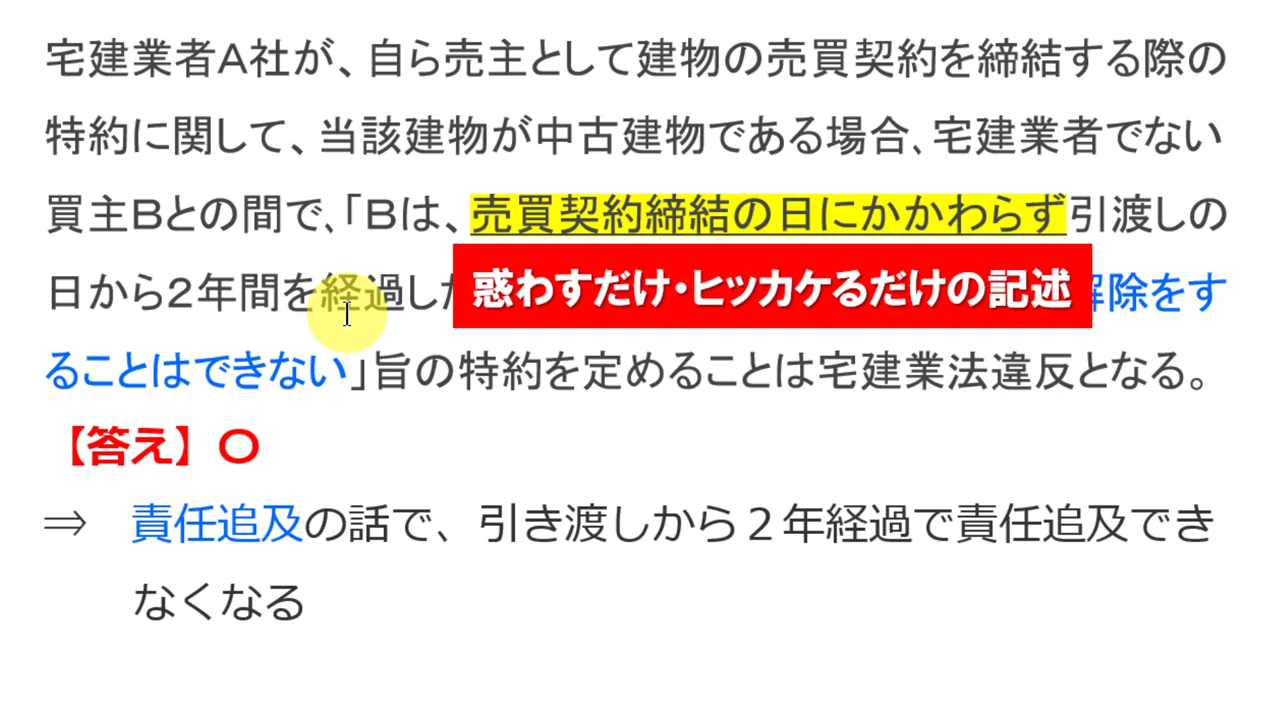 宅建業者A社が、自ら売主として建物の売買契約を締結する際の
特約に関して、当該建物が中古建物である場合、宅建業者でない
買主Bとの間で、「Bは、売買契約締結の日にかかわらず引渡しの
日から2年間を経過した
惑わすだけ・ヒッカケるだけの記述
解除をす
ることはできない」旨の特約を定めることは宅建業法違反となる。
【答え】 〇
⇒ 責任追及の話で、引き渡しから2年経過で責任追及でき
なくなる